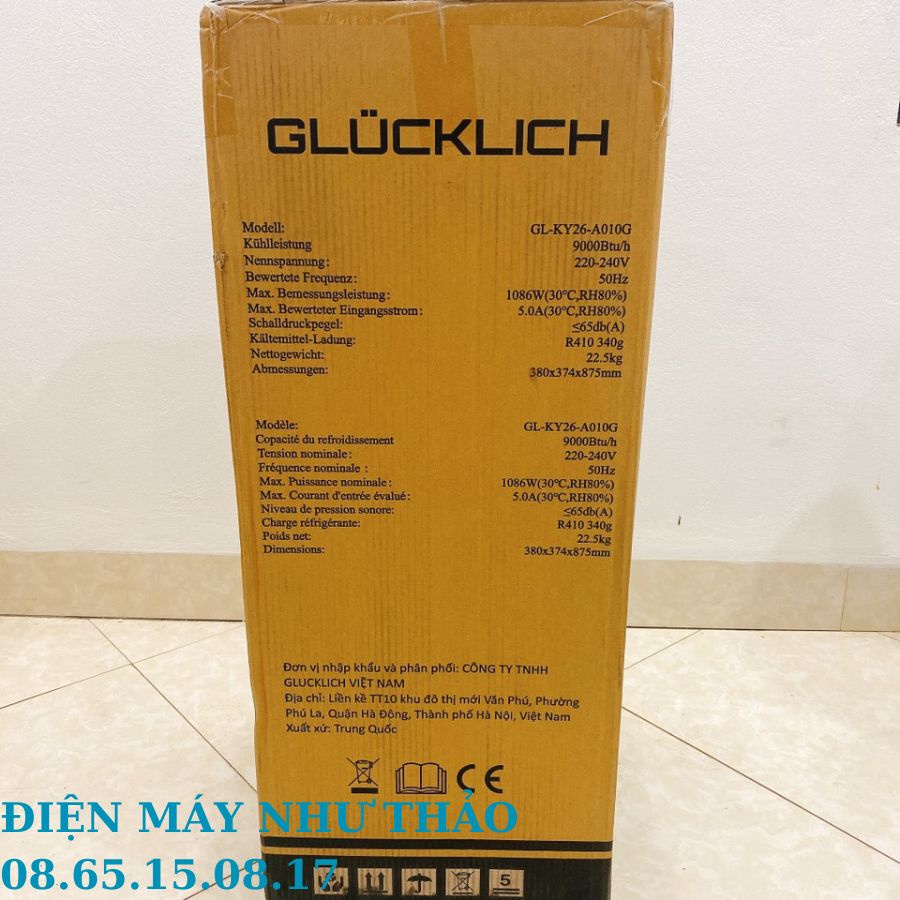 GLÜCKLICH
Modell: GL-KY26-A010G
Kühlleistung 9000Btu/h
Nennspannung: 220-240V
Bewertete Frequenz: 50Hz
Max. Bemessungsleistung: 1086W(30℃,RH80%)
Max. Bewerteter Eingangsstrom: 5.0A(30℃,RH80%)
Schalldruckpegel: ≤65db(A)
Kältemittel-Ladung: R410 340g
Nettogewicht: 22.5kg
Abmessungen: 380x374x875mm
Modèle: GL-KY26-A010G
Capacité du refroidissement 9000Btu/h
Tension nominale: 220-240V
Fréquence nominale : 50Hz
Max. Puissance nominale: 1086W(30℃,RH80%)
Max. Courant d'entrée évalué: 5.0A(30℃,RH80%)
Niveau de pression sonore: ≤65db(A)
Charge réfrigérante: R410 340g
Poids net: 22.5kg
Dimensions: 380x374x875mm
Đơn vị nhập khẩu và phân phối: CÔNG TY TNHH
GLUCKLICH VIỆT NAM
Địa chỉ: Liền kề TT10 khu đô thị mới Văn Phú, Phường
Phú La, Quận Hà Đông, Thành phố Hà Nội, Việt Nam
Xuất xứ: Trung Quốc
CE
ĐIỆN MÁY NHƯ THẢO
08.65.15.08.17
5